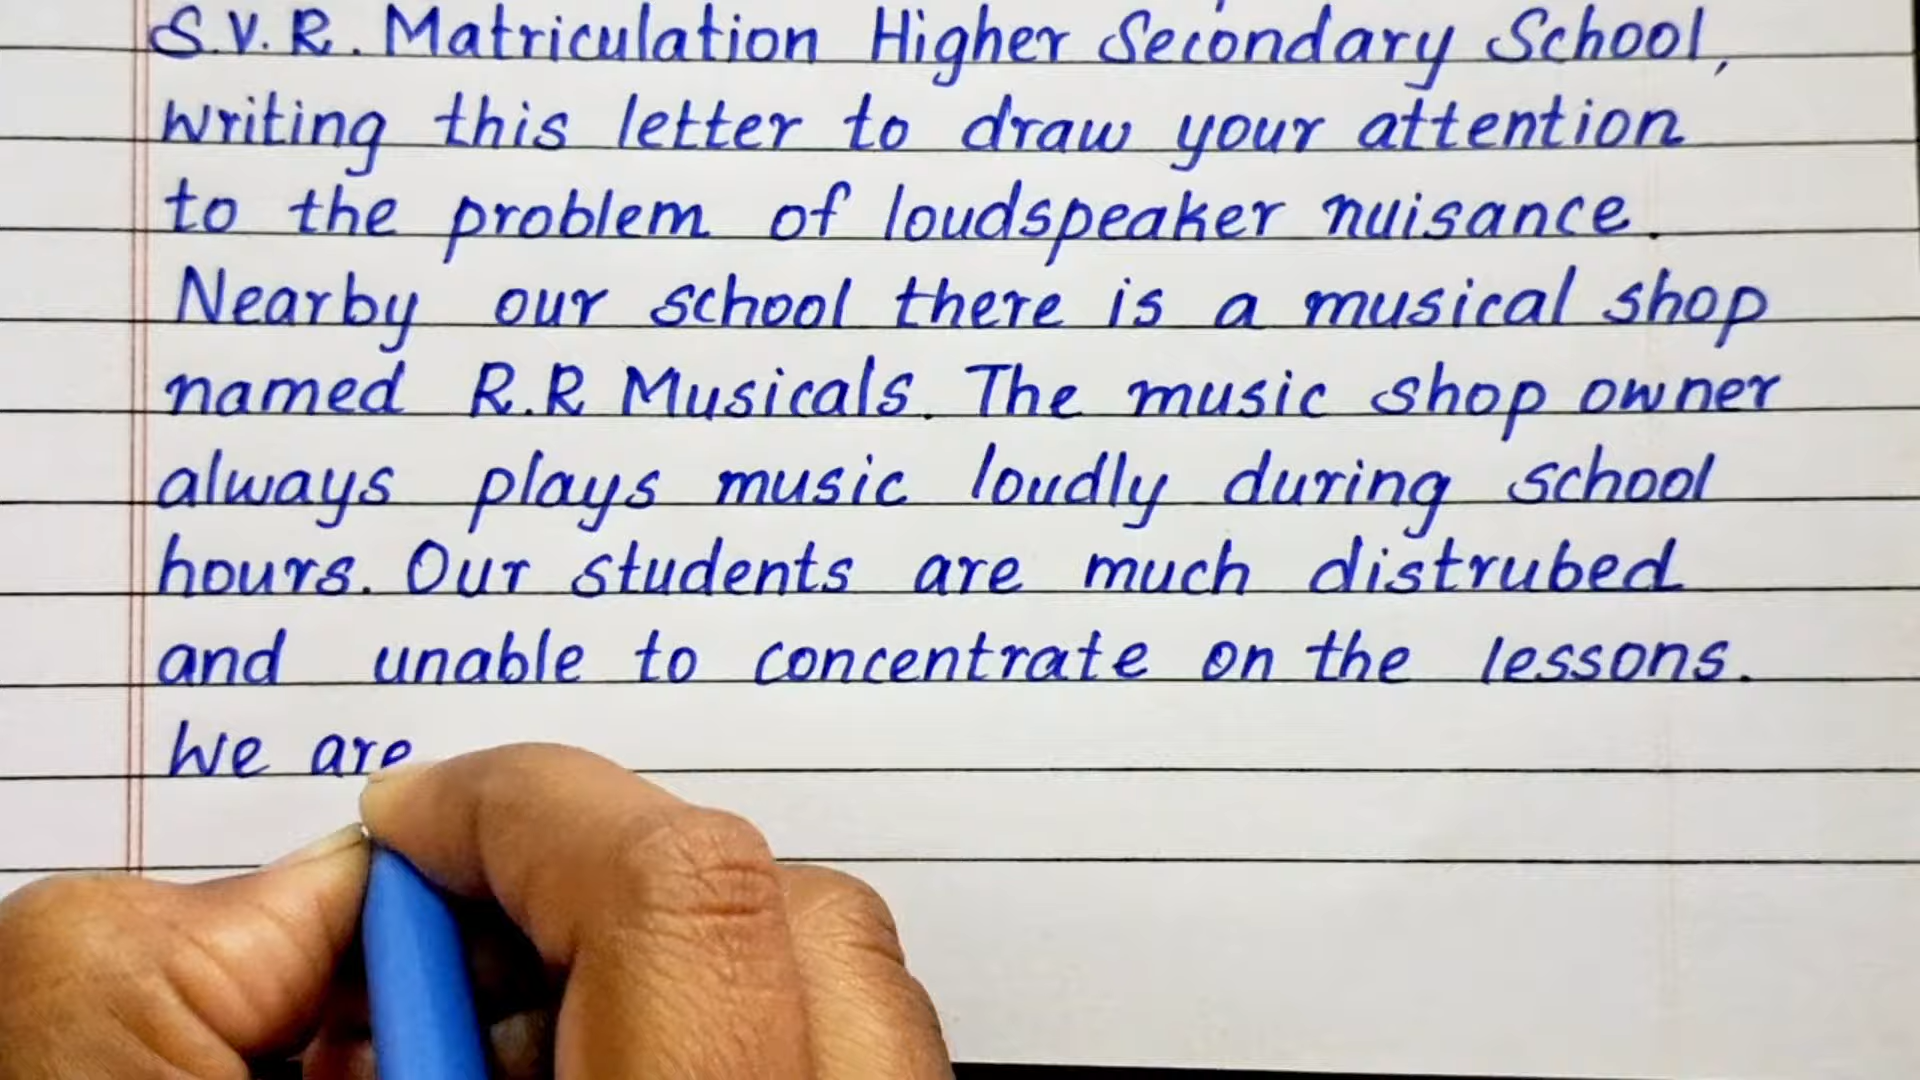 S.V.R. Matriculation Higher Secondary School,
writing this letter to draw your attention
to the problem of loudspeaker nuisance.
Nearby our school there is a musical shop
named R.R Musicals. The music shop owner
always plays music loudly during school
hours. Our students are much distrubed
and unable to concentrate on the lessons.
We are